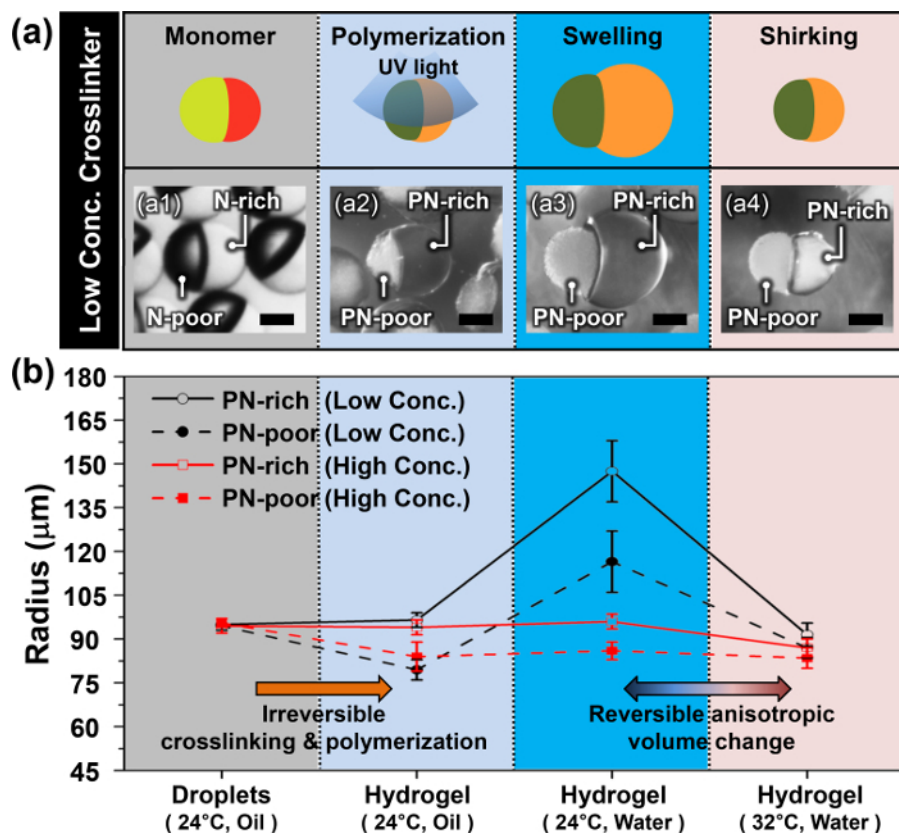 (a)
Low Conc. Crosslinker
Monomer
Polymerization
UV light
Swelling
Shirking
(a1)
N-rich
N-poor
(a2)
PN-rich
PN-poor
(a3)
PN-rich
PN-poor
(a4)
PN-rich
PN-poor
(b)
Radius (μm)
180
165
150
135
120
105
90
75
60
45
PN-rich (Low Conc.)
PN-poor (Low Conc.)
PN-rich (High Conc.)
PN-poor (High Conc.)
Irreversible
crosslinking & polymerization
Reversible anisotropic
volume change
Droplets
( 24°C, Oil )
Hydrogel
( 24°C, Oil )
Hydrogel
( 24°C, Water )
Hydrogel
( 32°C, Water )